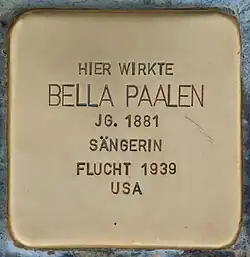 HIER WIRKTE
BELLA PAALEN
JG. 1881
SÄNGERIN
FLUCHT 1939
USA